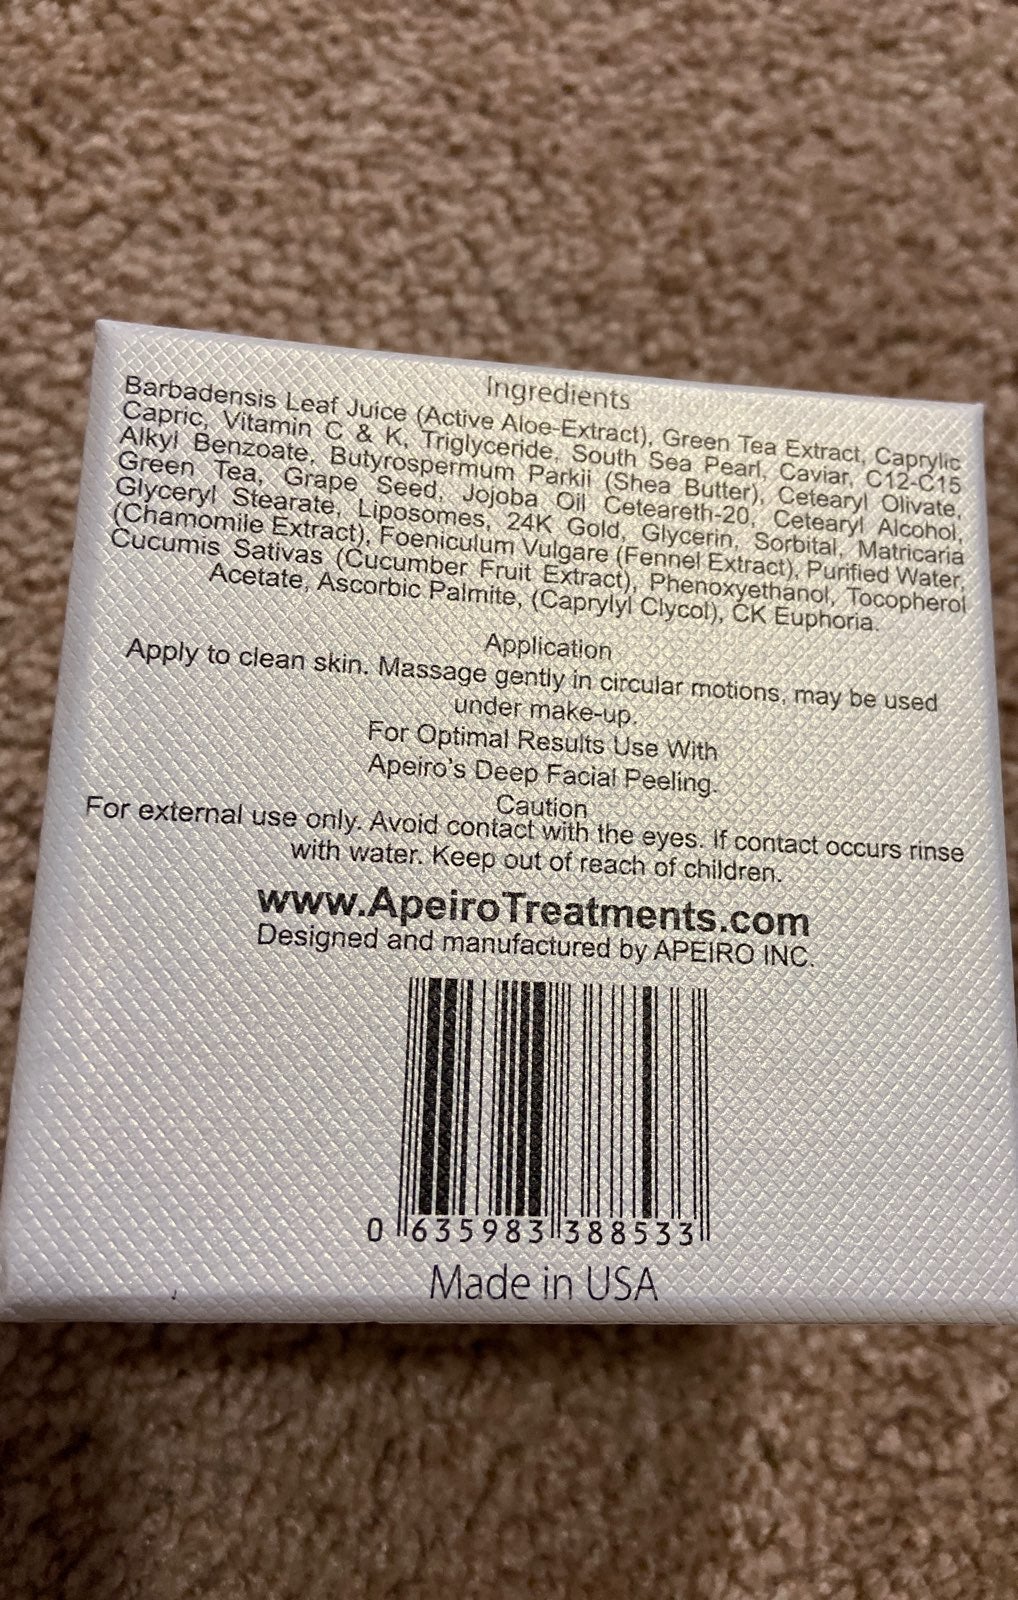 Ingredients
Barbadensis Leaf Juice (Active Aloe-Extract), Green Tea Extract, Caprylic
Capric, Vitamin C & K, Triglyceride, South Sea Pearl, Caviar, C12-C15
Alkyl Benzoate, Butyrospermum Parkii (Shea Butter), Cetearyl Olivate,
Green Tea, Grape Seed, Jojoba Oil Ceteareth-20, Cetearyl Alcohol,
Glyceryl Stearate, Liposomes, 24K Gold, Glycerin, Sorbital, Matricaria
(Chamomile Extract), Foeniculum Vulgare (Fennel Extract), Purified Water,
Cucumis Sativas (Cucumber Fruit Extract), Phenoxyethanol, Tocopherol
Acetate, Ascorbic Palmite, (Caprylyl Clycol), CK Euphoria.
Application
Apply to clean skin. Massage gently in circular motions, may be used
under make-up.
For Optimal Results Use With
Apeiro's Deep Facial Peeling.
Caution
For external use only. Avoid contact with the eyes. If contact occurs rinse
with water. Keep out of reach of children.
www.ApeiroTreatments.com
Designed and manufactured by APEIRO INC.
0 635983 388533
Made in USA